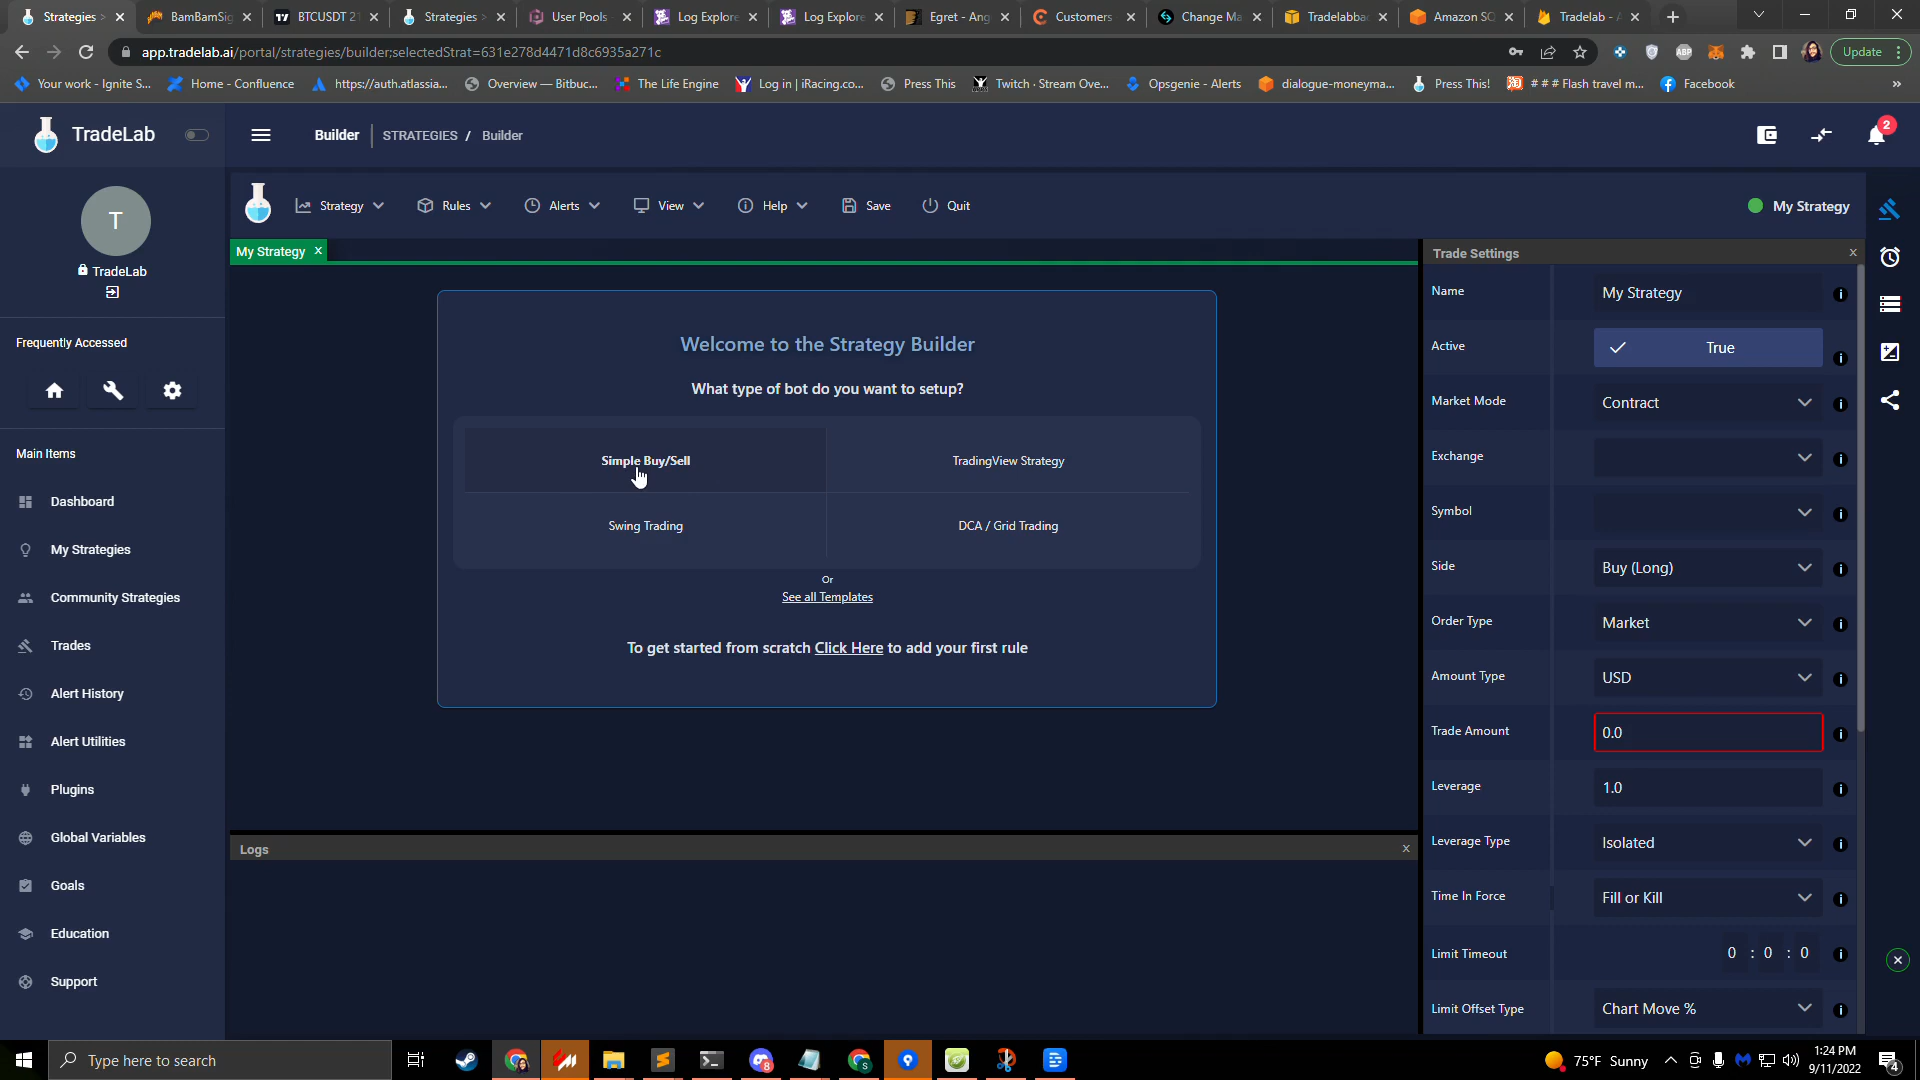 Strategies >
BamBamSig
BTCUSDT 21
Strategies >
User Pools -
Log Explore
Log Explore
Egret - Ang
Customers
Change Ma
Tradelabbac
Amazon SQ
Tradelab - A
app.tradelab.ai/portal/strategies/builder;selectedStrat=631e278d4471d8c6935a271c
Update
Your work - Ignite S...
Home - Confluence
https://auth.atlassia...
Overview — Bitbuc...
The Life Engine
Log in | iRacing.co...
Press This
Twitch - Stream Ove...
Opsgenie - Alerts
dialogue-moneyma...
Press This!
# # # Flash travel m...
Facebook
»
TradeLab
Builder
STRATEGIES / Builder
2
T
TradeLab
Frequently Accessed
Main Items
Dashboard
My Strategies
Community Strategies
Trades
Alert History
Alert Utilities
Plugins
Global Variables
Goals
Education
Support
Strategy
Rules
Alerts
View
Help
Save
Quit
My Strategy
My Strategy x
Welcome to the Strategy Builder
What type of bot do you want to setup?
Simple Buy/Sell
TradingView Strategy
Swing Trading
DCA / Grid Trading
Or
See all Templates
To get started from scratch Click Here to add your first rule
Logs x
Trade Settings x
Name My Strategy
Active True
Market Mode Contract
Exchange
Symbol
Side Buy (Long)
Order Type Market
Amount Type USD
Trade Amount 0.0
Leverage 1.0
Leverage Type Isolated
Time In Force Fill or Kill
Limit Timeout 0 : 0 : 0
Limit Offset Type Chart Move %
Type here to search
8
S
75°F Sunny
1:24 PM
9/11/2022
4